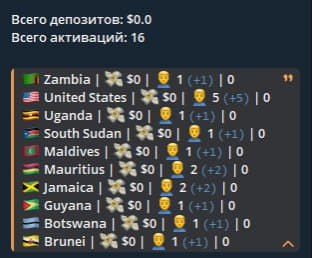 Всего депозитов: $0.0
Всего активаций: 16
🇿🇲 Zambia | 💸 $0 | 👨‍💼 1 (+1) | 0
🇺🇸 United States | 💸 $0 | 👨‍💼 5 (+5) | 0
🇺🇬 Uganda | 💸 $0 | 👨‍💼 1 (+1) | 0
🇸🇸 South Sudan | 💸 $0 | 👨‍💼 1 (+1) | 0
🇲🇻 Maldives | 💸 $0 | 👨‍💼 1 (+1) | 0
🇲🇺 Mauritius | 💸 $0 | 👨‍💼 2 (+2) | 0
🇯🇲 Jamaica | 💸 $0 | 👨‍💼 2 (+2) | 0
🇬🇾 Guyana | 💸 $0 | 👨‍💼 1 (+1) | 0
🇧🇼 Botswana | 💸 $0 | 👨‍💼 1 (+1) | 0
🇧🇳 Brunei | 💸 $0 | 👨‍💼 1 (+1) | 0